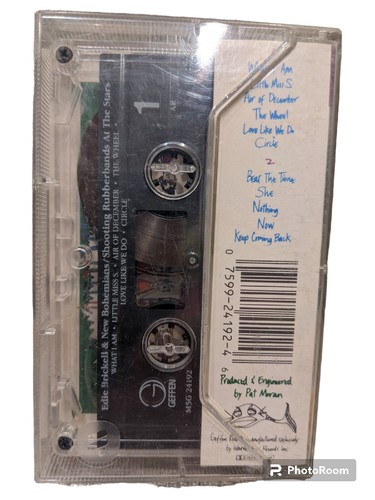 Edie Brickell & New Bohemians/Shooting Rubberbands At The Stars
WHAT I AM • LITTLE MISS S. • AIR OF DECEMBER • THE WHEEL •
LOVE LIKE WE DO • CIRCLE
1
GEFFEN
M5G 24192
What I Am
Little Miss S.
Air of December
The Wheel
Love Like We Do
Circle
2
Beat The Time
She
Nothing
Now
Keep Coming Back
0 7599-24192-4 6
Produced & Engineered
by Pat Moran
PhotoRoom